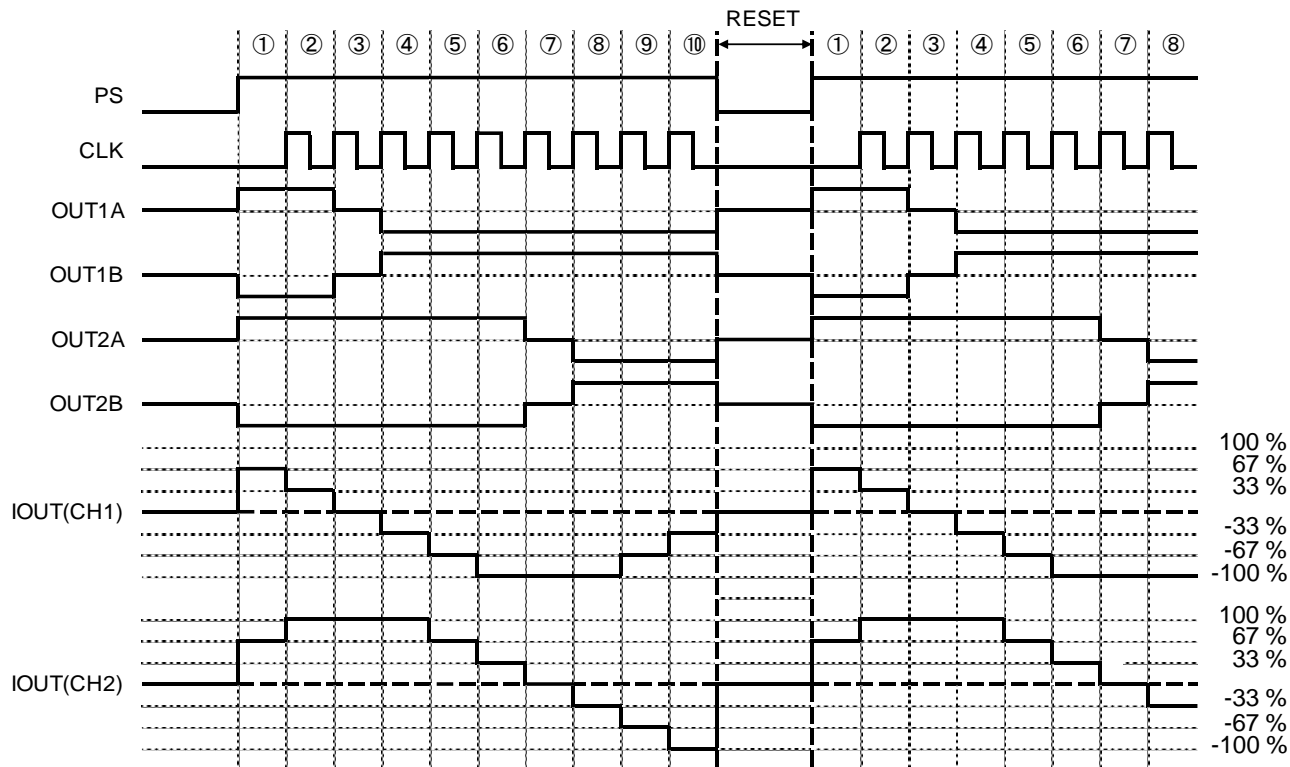 RESET
① ② ③ ④ ⑤ ⑥ ⑦ ⑧ ⑨ ⑩ ① ② ③ ④ ⑤ ⑥ ⑦ ⑧
PS
CLK
OUT1A
OUT1B
OUT2A
OUT2B
100 %
67 %
33 %
IOUT(CH1)
-33 %
-67 %
-100 %
100 %
67 %
33 %
IOUT(CH2)
-33 %
-67 %
-100 %